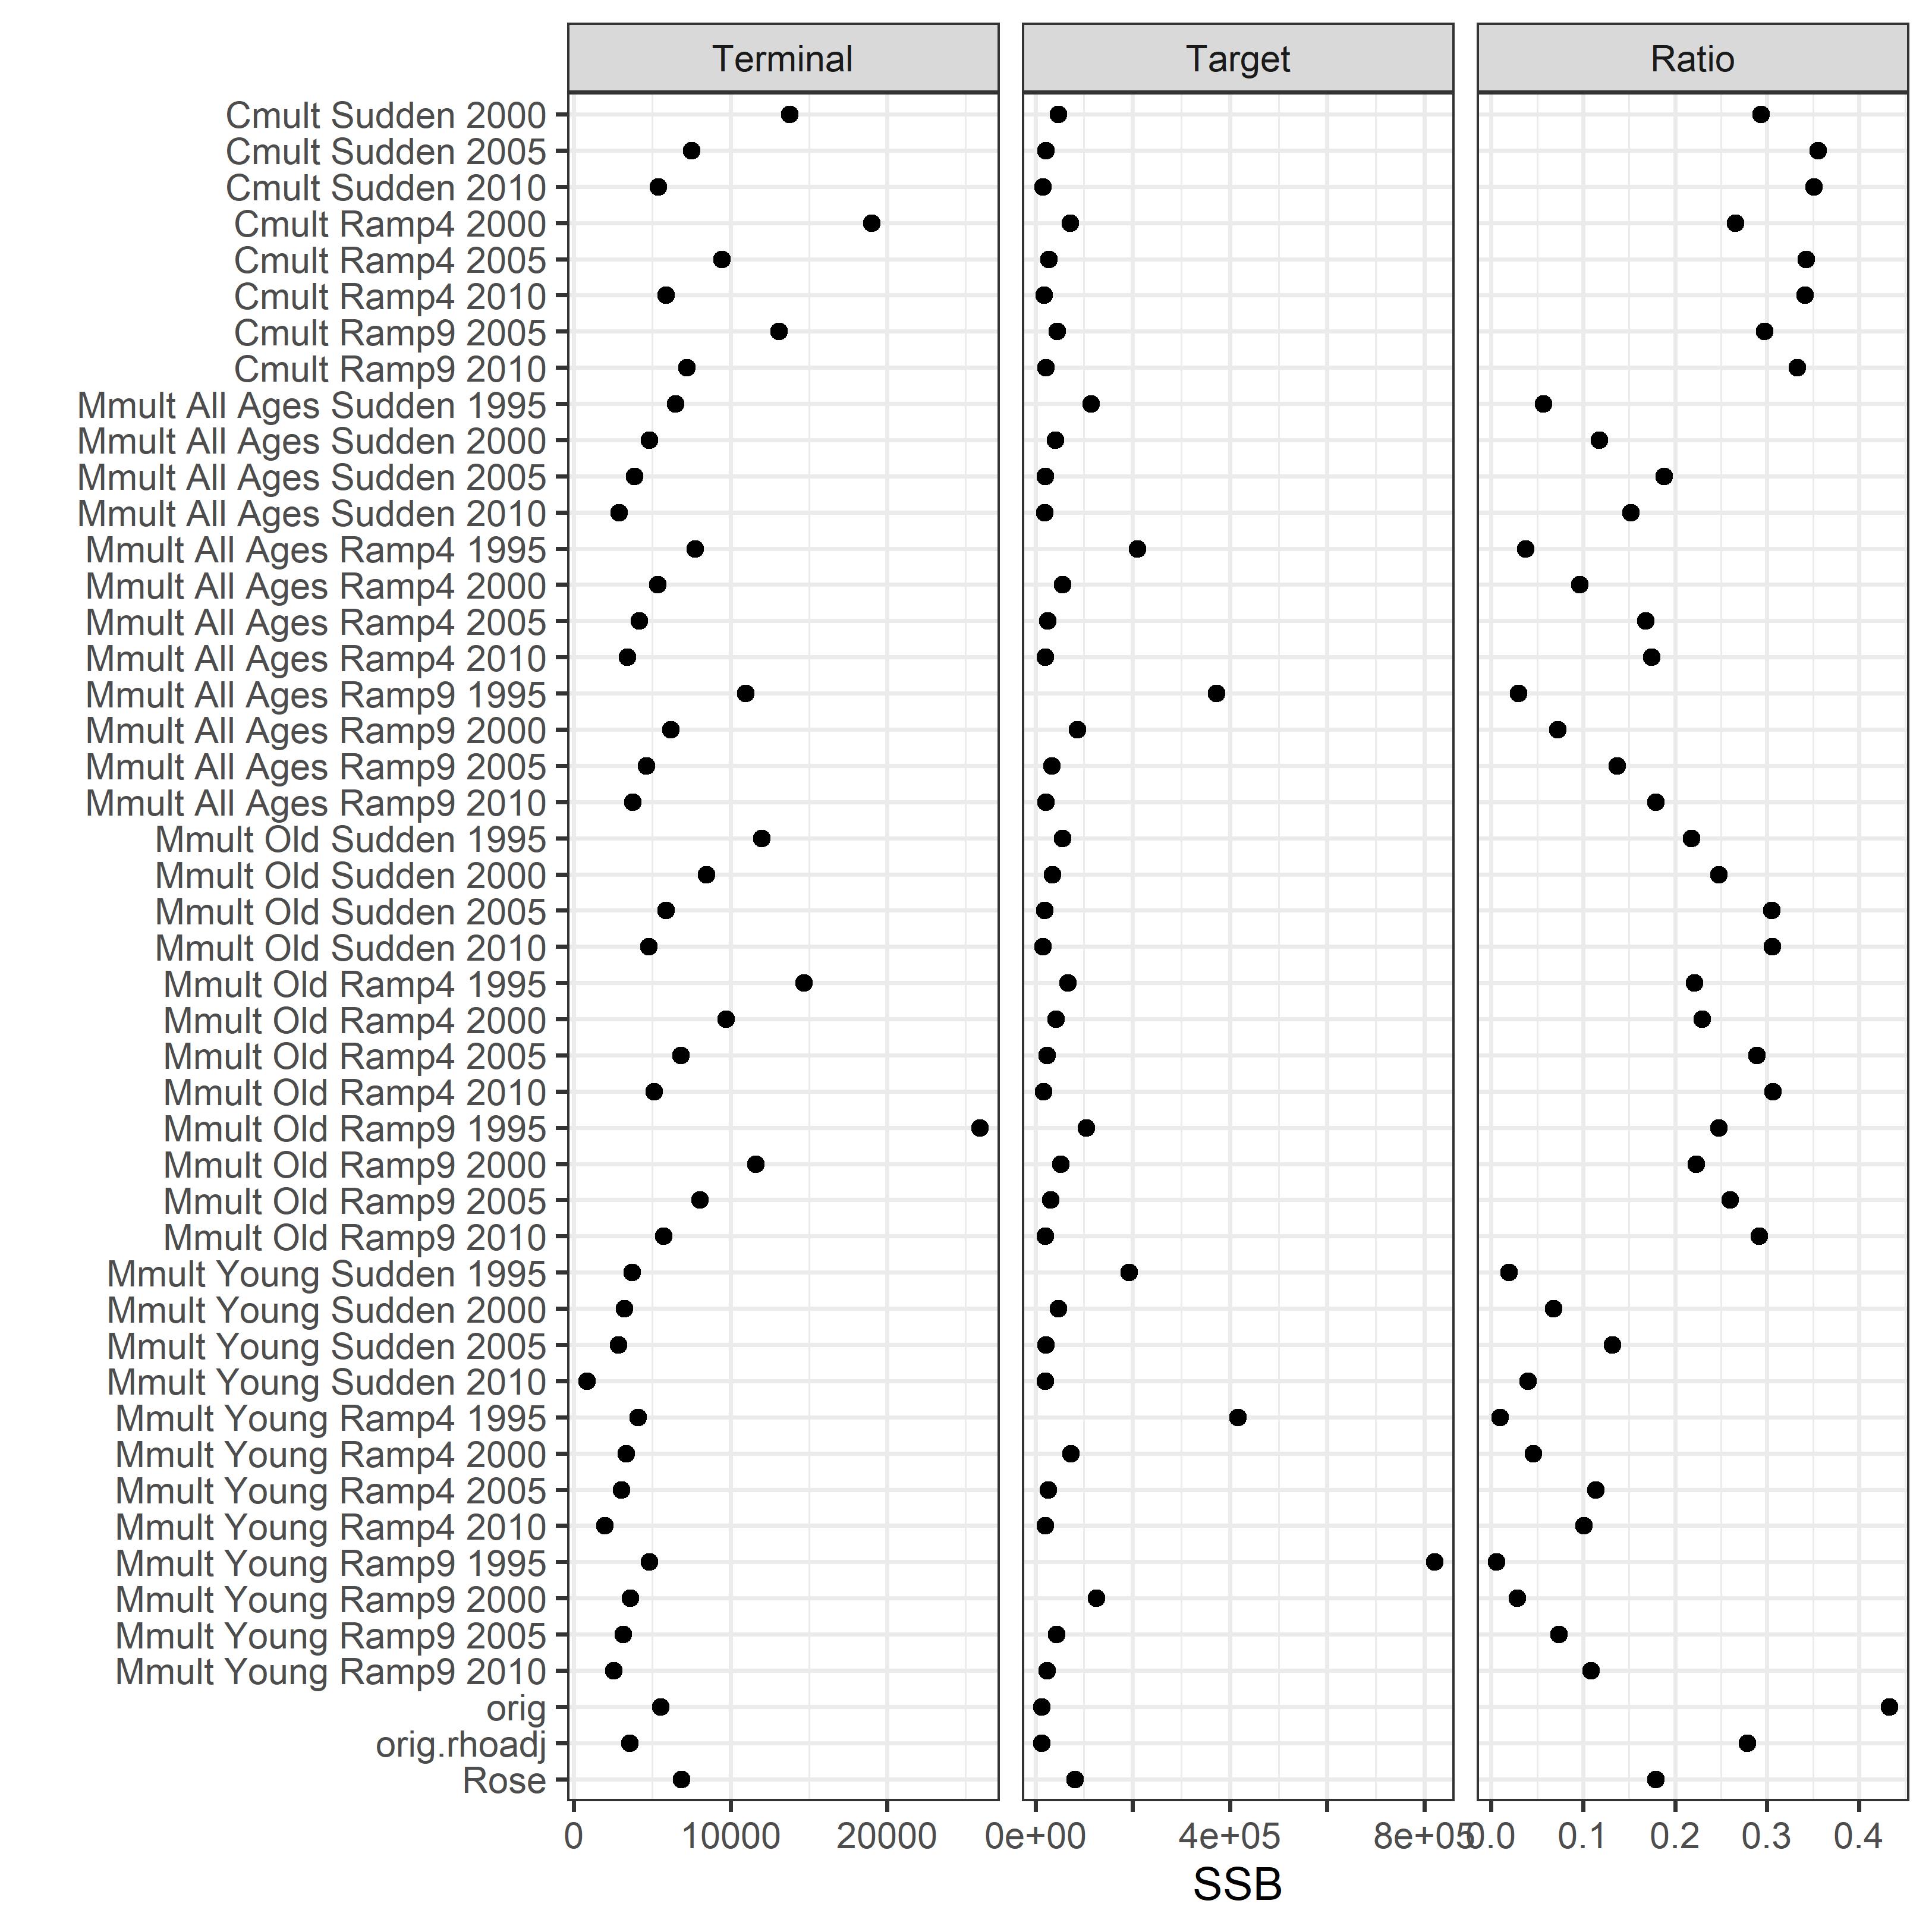 Terminal Target Ratio
Cmult Sudden 2000
Cmult Sudden 2005
Cmult Sudden 2010
Cmult Ramp4 2000
Cmult Ramp4 2005
Cmult Ramp4 2010
Cmult Ramp9 2005
Cmult Ramp9 2010
Mmult All Ages Sudden 1995
Mmult All Ages Sudden 2000
Mmult All Ages Sudden 2005
Mmult All Ages Sudden 2010
Mmult All Ages Ramp4 1995
Mmult All Ages Ramp4 2000
Mmult All Ages Ramp4 2005
Mmult All Ages Ramp4 2010
Mmult All Ages Ramp9 1995
Mmult All Ages Ramp9 2000
Mmult All Ages Ramp9 2005
Mmult All Ages Ramp9 2010
Mmult Old Sudden 1995
Mmult Old Sudden 2000
Mmult Old Sudden 2005
Mmult Old Sudden 2010
Mmult Old Ramp4 1995
Mmult Old Ramp4 2000
Mmult Old Ramp4 2005
Mmult Old Ramp4 2010
Mmult Old Ramp9 1995
Mmult Old Ramp9 2000
Mmult Old Ramp9 2005
Mmult Old Ramp9 2010
Mmult Young Sudden 1995
Mmult Young Sudden 2000
Mmult Young Sudden 2005
Mmult Young Sudden 2010
Mmult Young Ramp4 1995
Mmult Young Ramp4 2000
Mmult Young Ramp4 2005
Mmult Young Ramp4 2010
Mmult Young Ramp9 1995
Mmult Young Ramp9 2000
Mmult Young Ramp9 2005
Mmult Young Ramp9 2010
orig
orig.rhoadj
Rose
0 10000 20000 0e+00 4e+05 8e+05 0.0 0.1 0.2 0.3 0.4
SSB